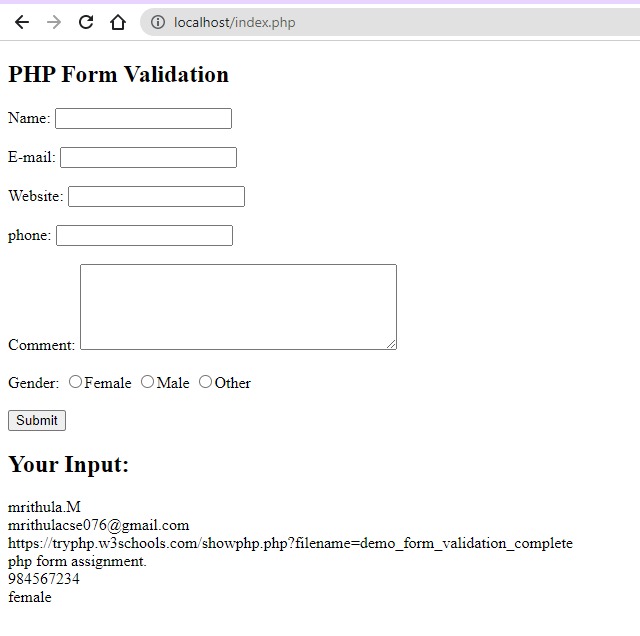 localhost/index.php
PHP Form Validation
Name:
E-mail:
Website:
phone:
Comment:
Gender: Female Male Other
Submit
Your Input:
mrithula.M
mrithulacse076@gmail.com
https://tryphp.w3schools.com/showphp.php?filename=demo_form_validation_complete
php form assignment.
984567234
female